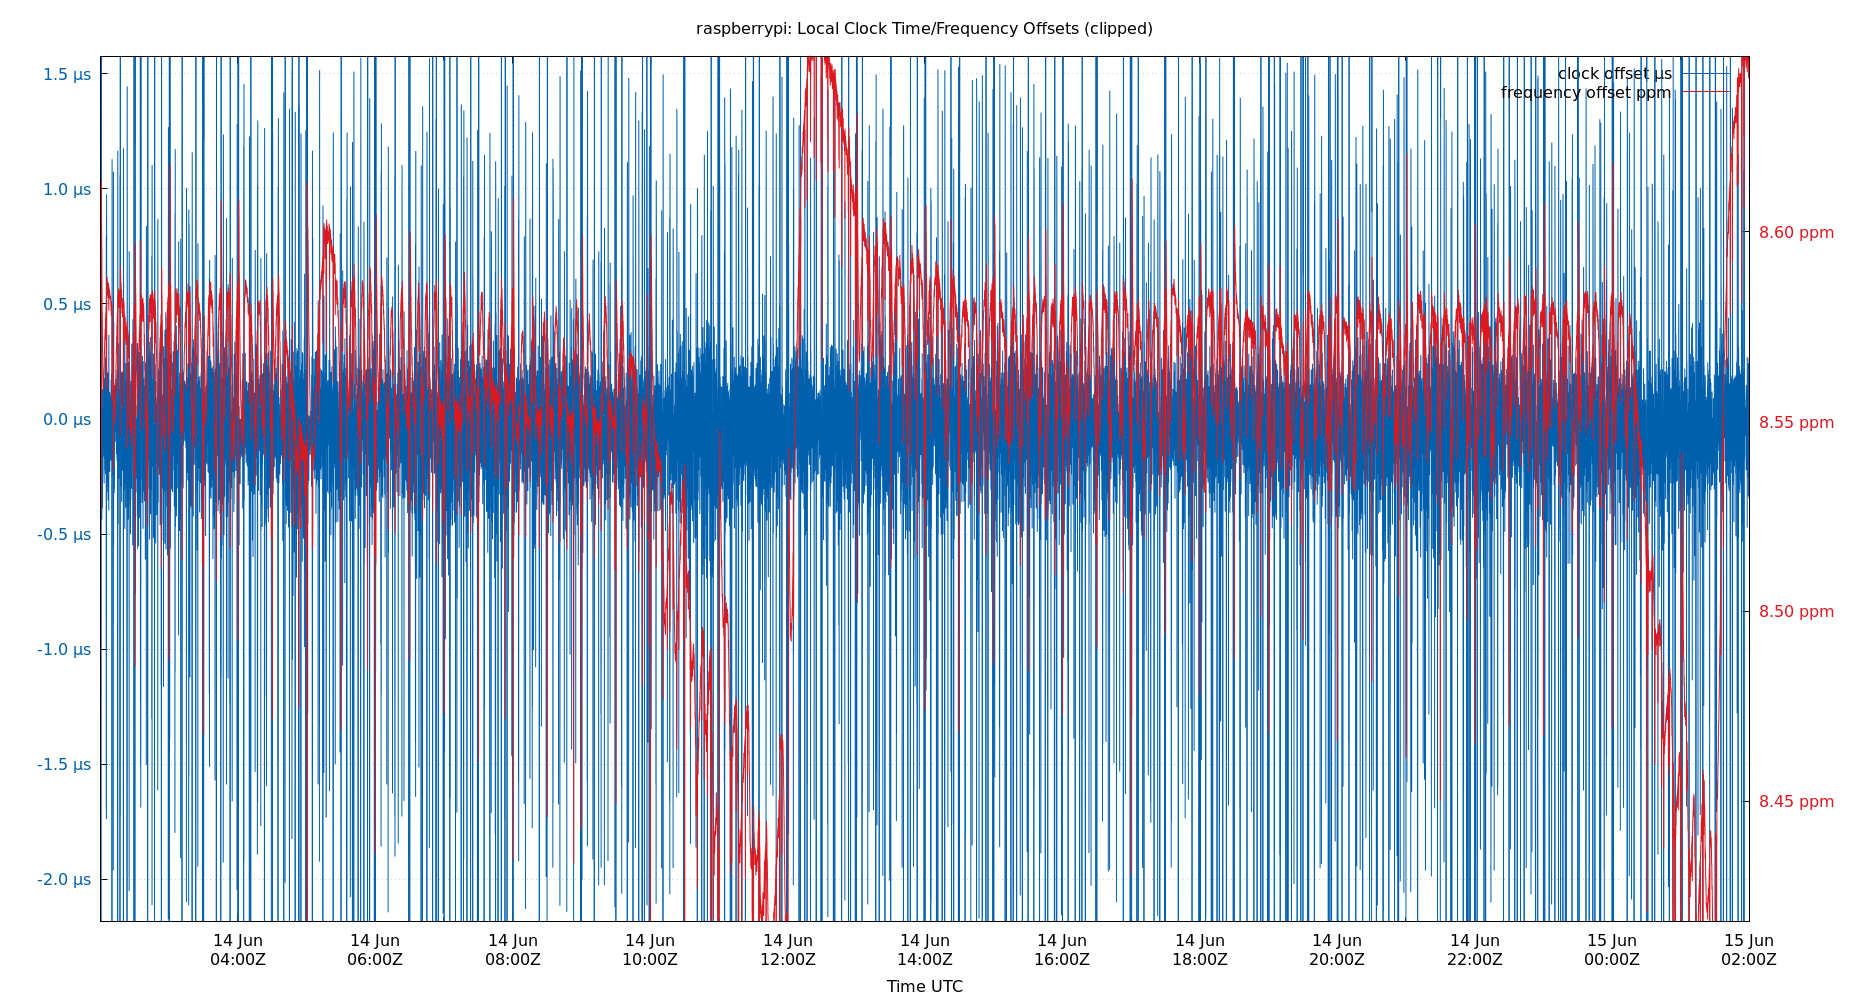 raspberrypi: Local Clock Time/Frequency Offsets (clipped)
clock offset µs
frequency offset ppm
1.5 µs
1.0 µs
0.5 µs
0.0 µs
-0.5 µs
-1.0 µs
-1.5 µs
-2.0 µs
8.60 ppm
8.55 ppm
8.50 ppm
8.45 ppm
14 Jun 14 Jun 14 Jun 14 Jun 14 Jun 14 Jun 14 Jun 14 Jun 14 Jun 14 Jun 15 Jun 15 Jun
04:00Z 06:00Z 08:00Z 10:00Z 12:00Z 14:00Z 16:00Z 18:00Z 20:00Z 22:00Z 00:00Z 02:00Z
Time UTC